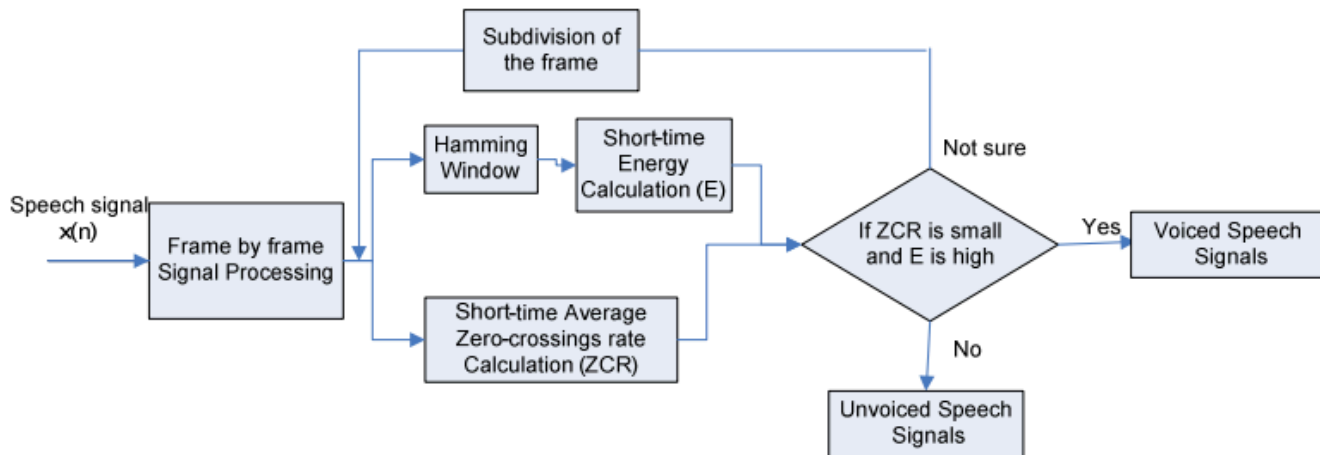 Subdivision of
the frame
Hamming
Window
Short-time
Energy
Calculation (E)
Not sure
Speech signal
x(n)
Frame by frame
Signal Processing
If ZCR is small
and E is high
Yes
Voiced Speech
Signals
Short-time Average
Zero-crossings rate
Calculation (ZCR)
No
Unvoiced Speech
Signals